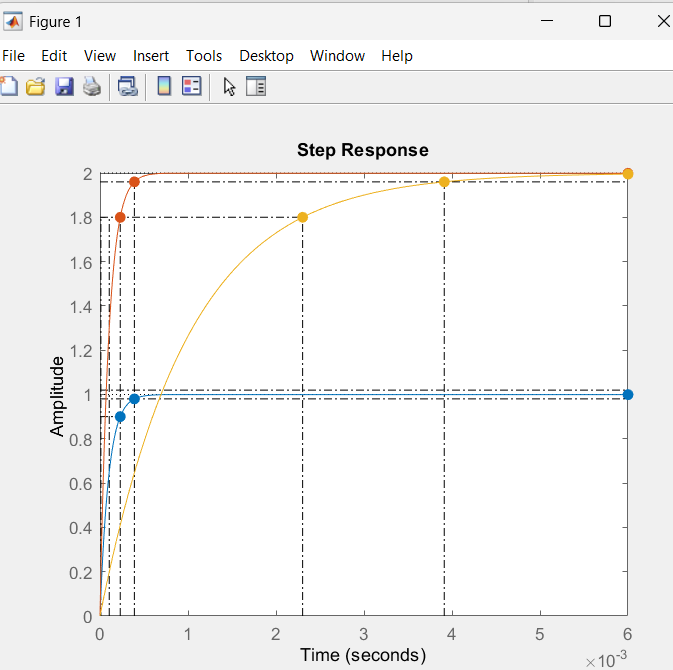 Figure 1
File Edit View Insert Tools Desktop Window Help
Step Response
2
1.8
1.6
1.4
1.2
1
0.8
0.6
0.4
0.2
0
Amplitude
0 1 2 3 4 5 6
Time (seconds)
×10-3